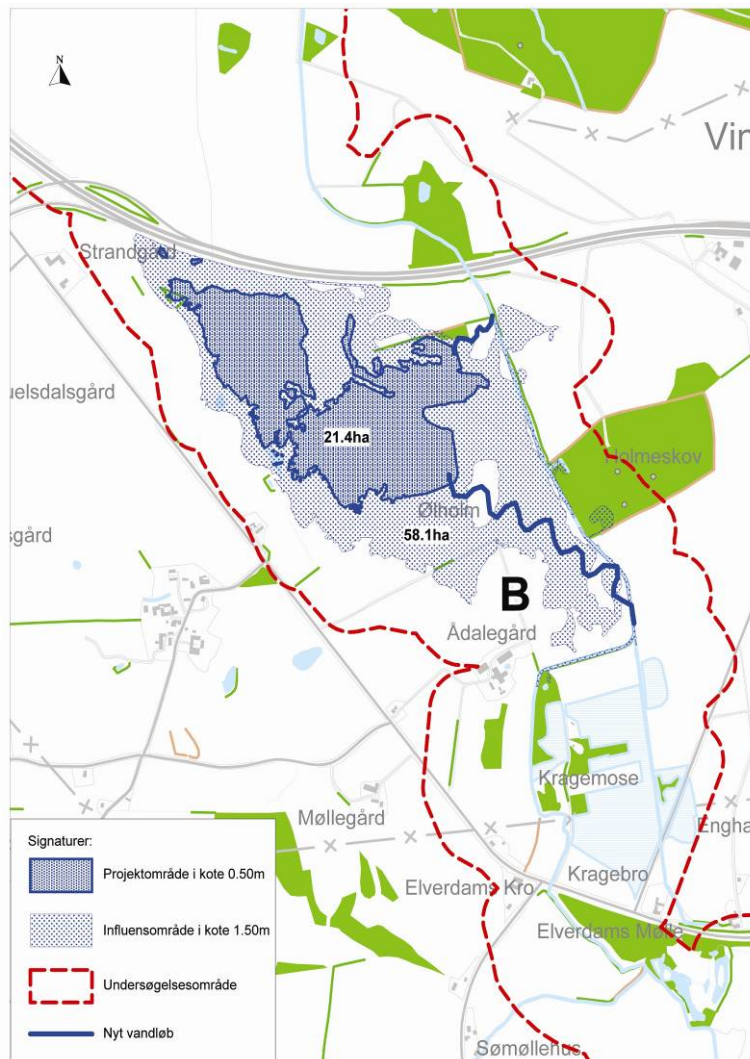 N
Vin
Strandgård
uelsdalsgård
21.4ha
Holmeskov
Ølholm
sgård
58.1ha
B
Ådalegård
Kragemose
Møllegård
Engha
Kragebro
Elverdams Kro
Elverdams Mølle
Sømøllehus
Signaturer:
Projektområde i kote 0.50m
Influensområde i kote 1.50m
Undersøgelsesområde
Nyt vandløb